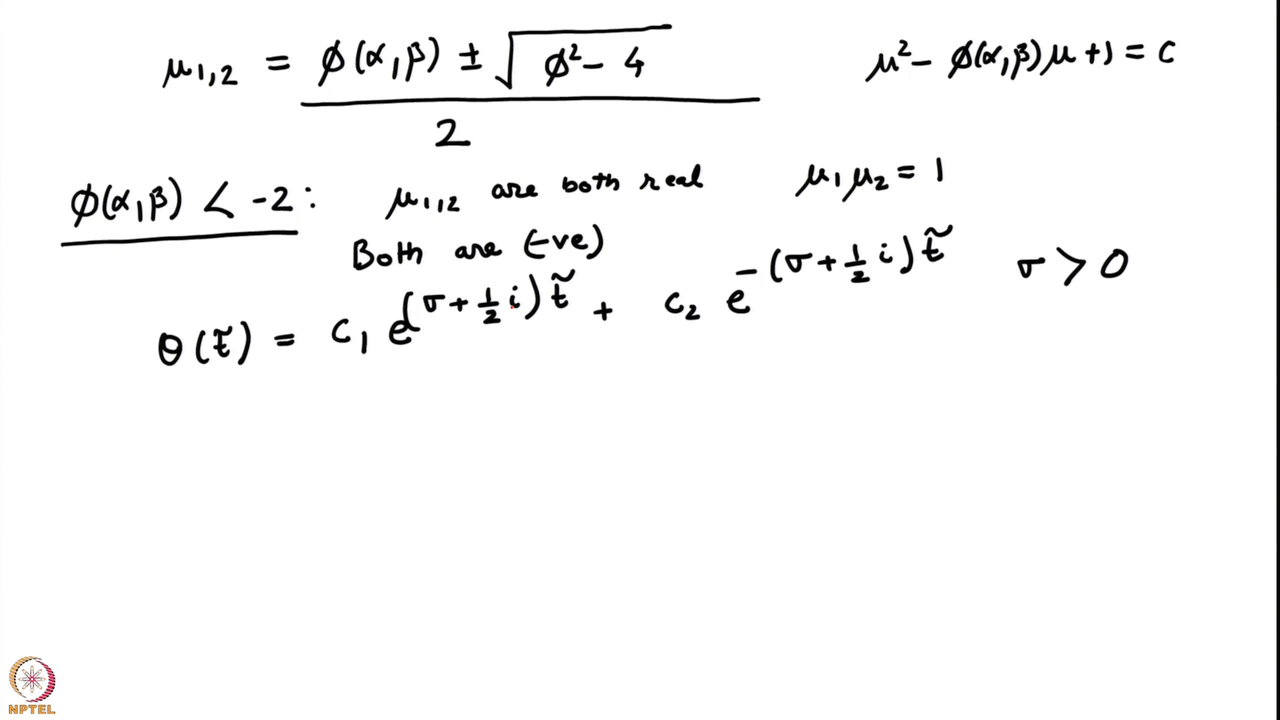 μ₁,₂ = ϕ(α,β) ± √(ϕ² - 4) / 2
μ² - ϕ(α,β)μ + 1 = C
ϕ(α,β) < -2 : μ₁,₂ are both real μ₁μ₂ = 1
Both are (-ve)
θ(t̃) = c₁ e^((σ + 1/2 i) t̃) + c₂ e^(-(σ + 1/2 i) t̃) σ > 0
NPTEL